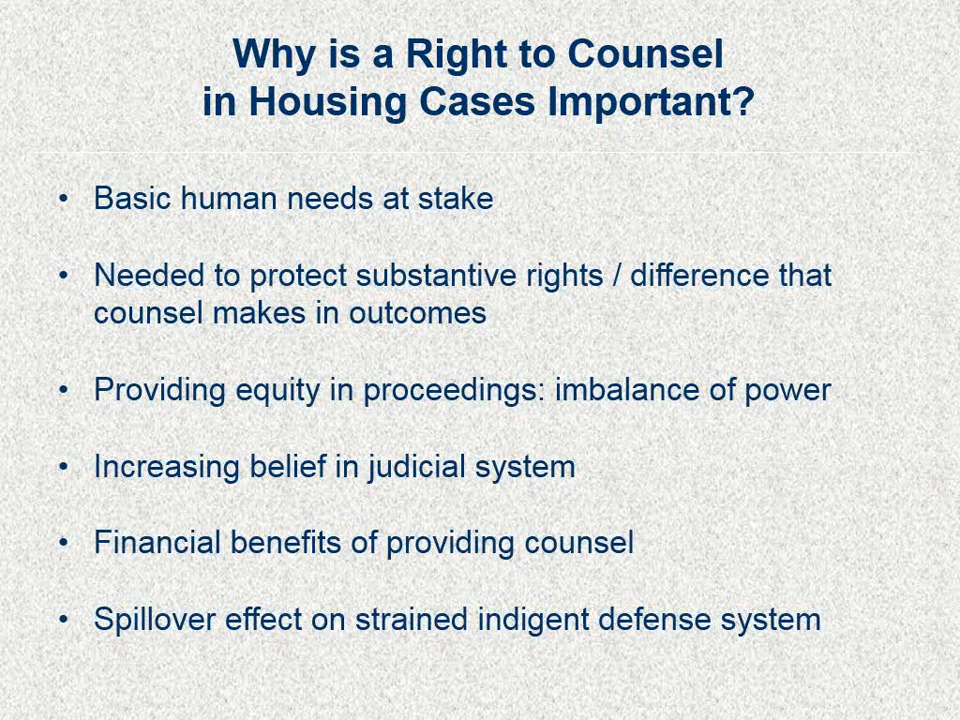 Why is a Right to Counsel
in Housing Cases Important?
• Basic human needs at stake
• Needed to protect substantive rights / difference that
counsel makes in outcomes
• Providing equity in proceedings: imbalance of power
• Increasing belief in judicial system
• Financial benefits of providing counsel
• Spillover effect on strained indigent defense system